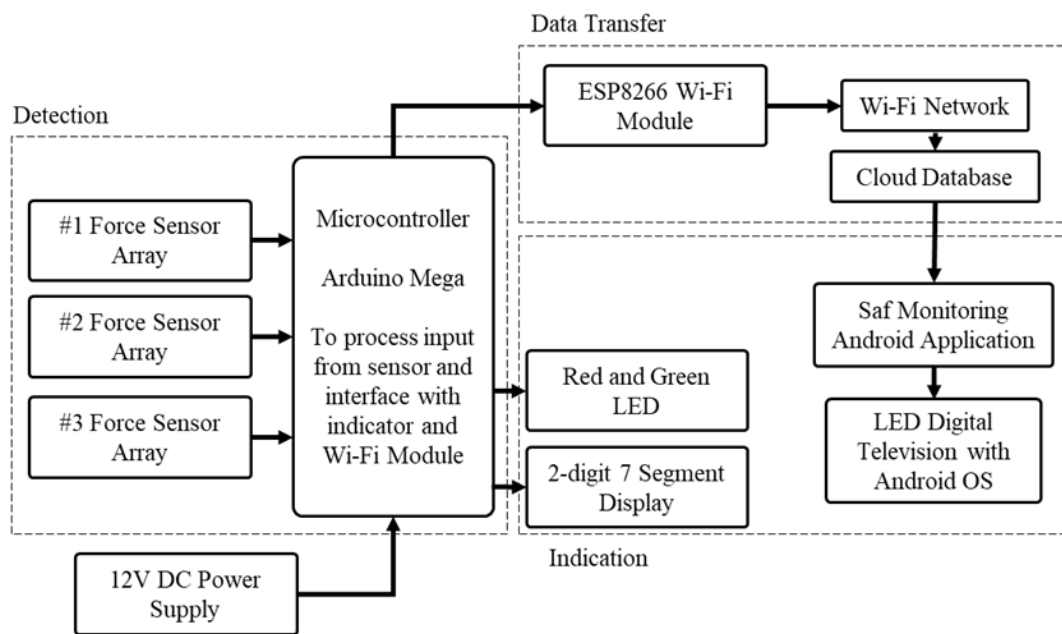 Data Transfer
ESP8266 Wi-Fi
Module
Wi-Fi Network
Cloud Database
Detection
#1 Force Sensor
Array
#2 Force Sensor
Array
#3 Force Sensor
Array
Microcontroller
Arduino Mega
To process input
from sensor and
interface with
indicator and
Wi-Fi Module
12V DC Power
Supply
Red and Green
LED
2-digit 7 Segment
Display
Saf Monitoring
Android Application
LED Digital
Television with
Android OS
Indication